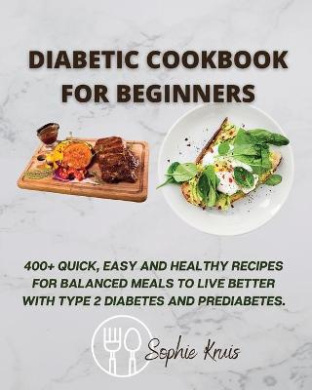 DIABETIC COOKBOOK
FOR BEGINNERS
400+ QUICK, EASY AND HEALTHY RECIPES
FOR BALANCED MEALS TO LIVE BETTER
WITH TYPE 2 DIABETES AND PREDIABETES.
Sophie Kruis